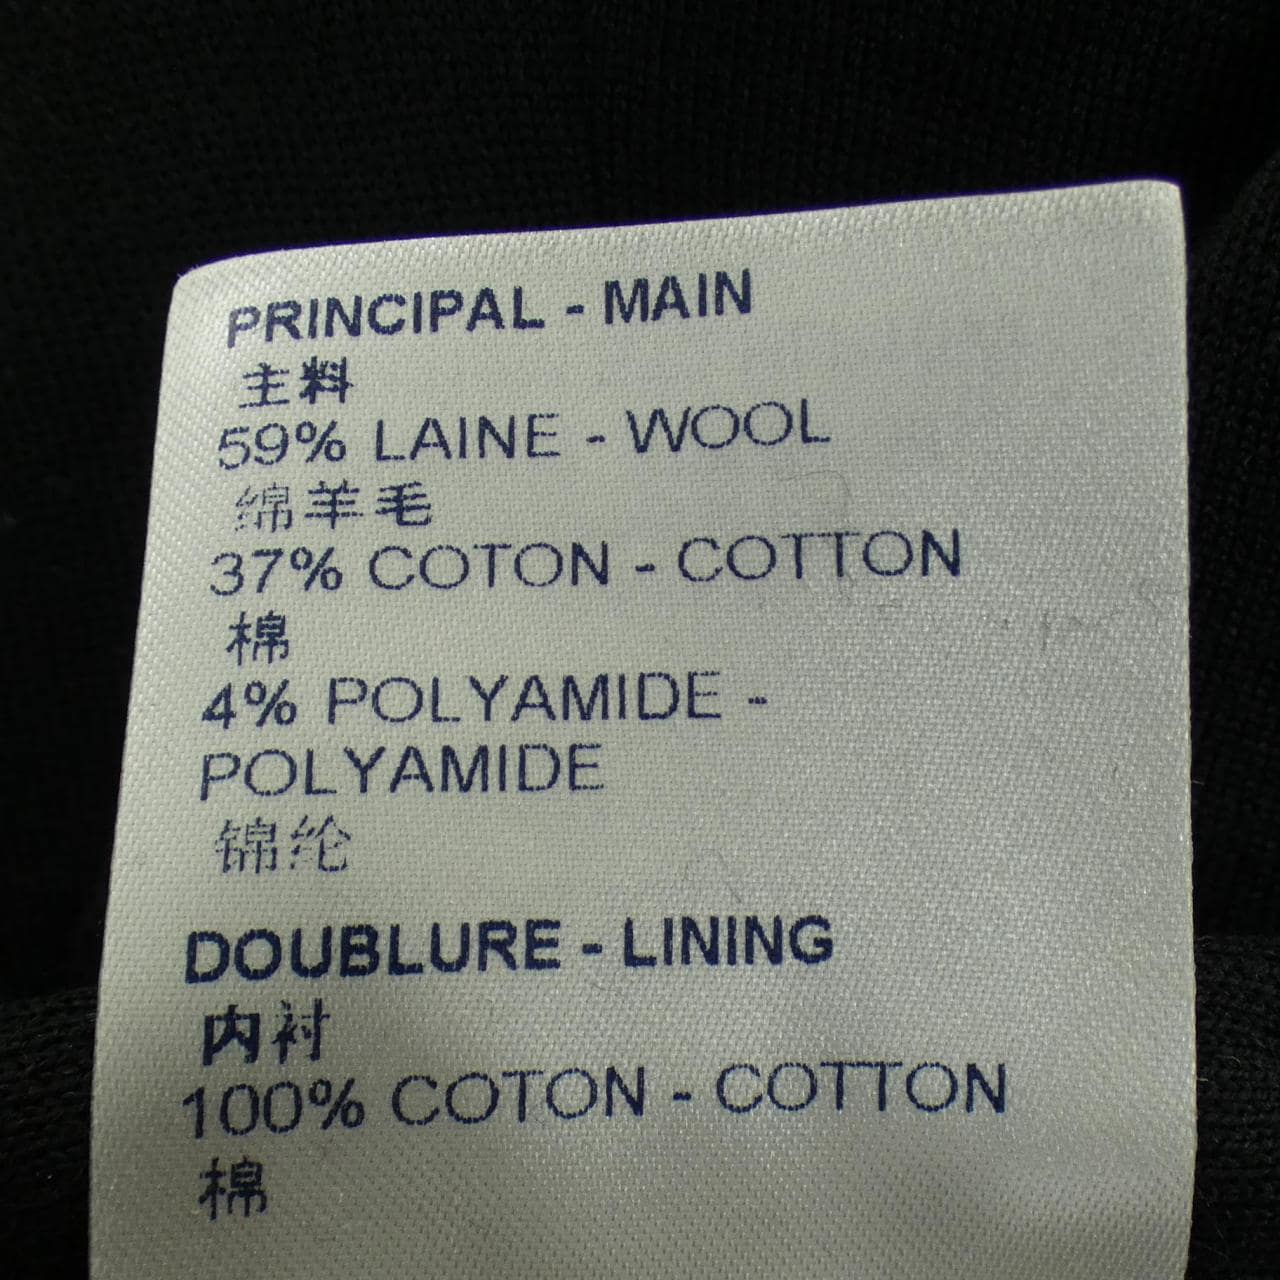 PRINCIPAL - MAIN
主料
59% LAINE - WOOL
绵羊毛
37% COTON - COTTON
棉
4% POLYAMIDE -
POLYAMIDE
锦纶
DOUBLURE - LINING
内衬
100% COTON - COTTON
棉